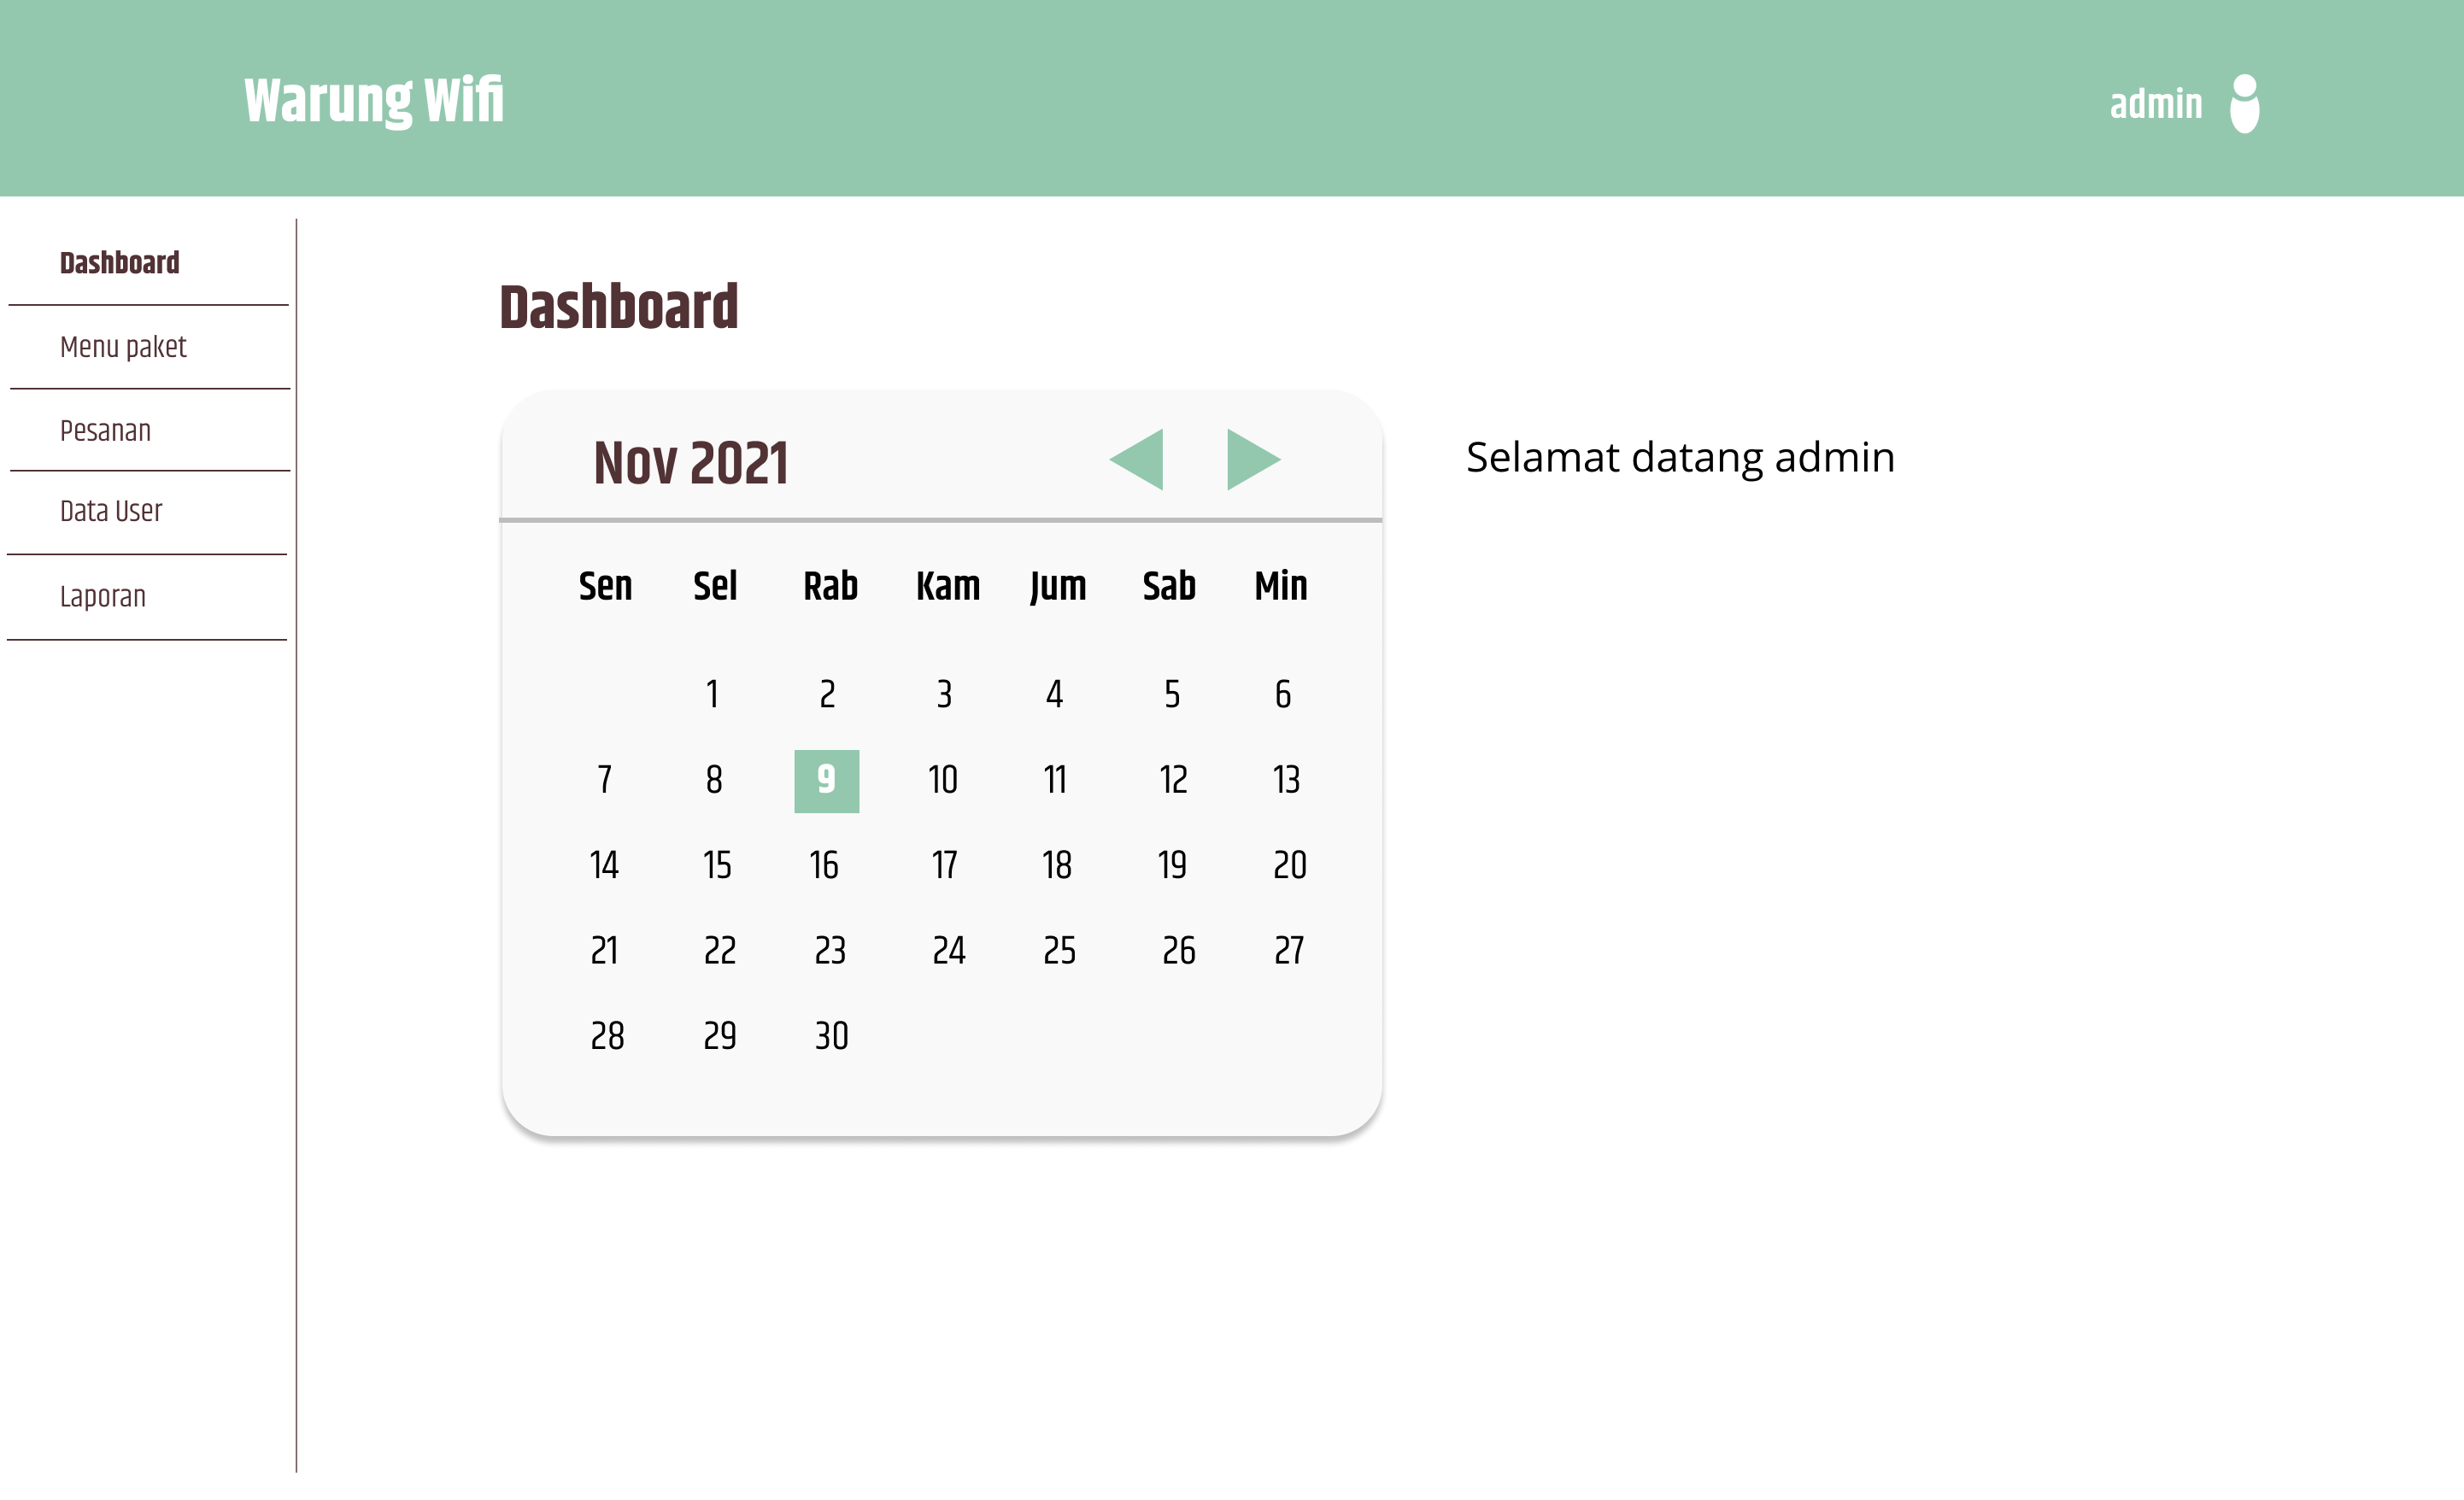 Warung Wifi
admin
Dashboard
Menu paket
Pesanan
Data User
Laporan
Dashboard
Nov 2021
Sen Sel Rab Kam Jum Sab Min
1 2 3 4 5 6
7 8 9 10 11 12 13
14 15 16 17 18 19 20
21 22 23 24 25 26 27
28 29 30
Selamat datang admin